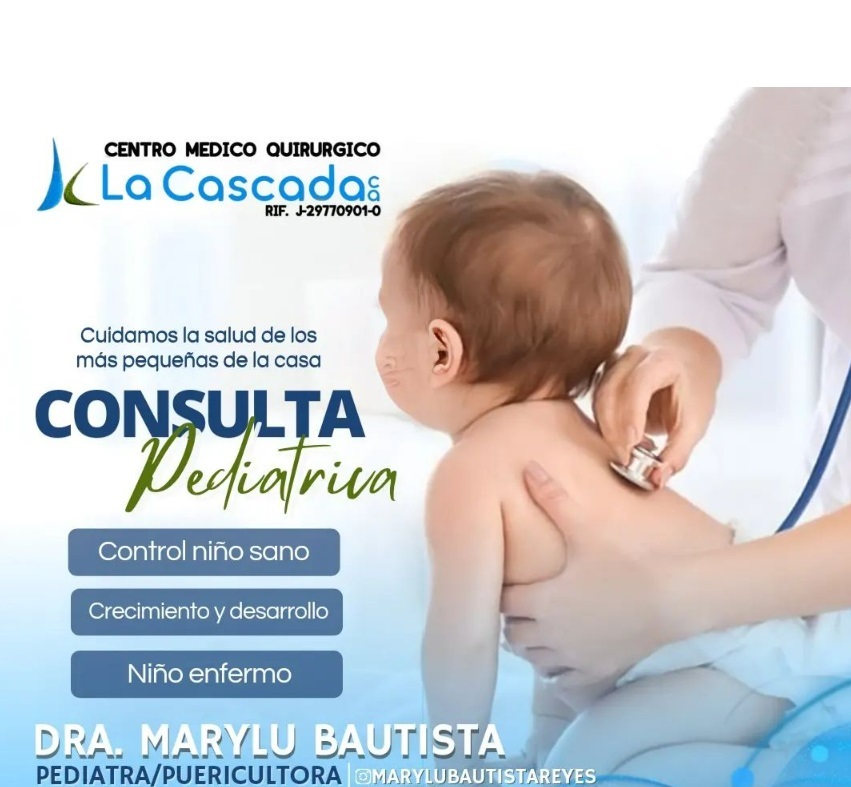 CENTRO MEDICO QUIRURGICO
La Cascada ca
RIF. J-29770901-0
Cuidamos la salud de los
más pequeñas de la casa
CONSULTA
Pediatrica
Control niño sano
Crecimiento y desarrollo
Niño enfermo
DRA. MARYLU BAUTISTA
PEDIATRA/PUERICULTORA | @MARYLUBAUTISTAREYES